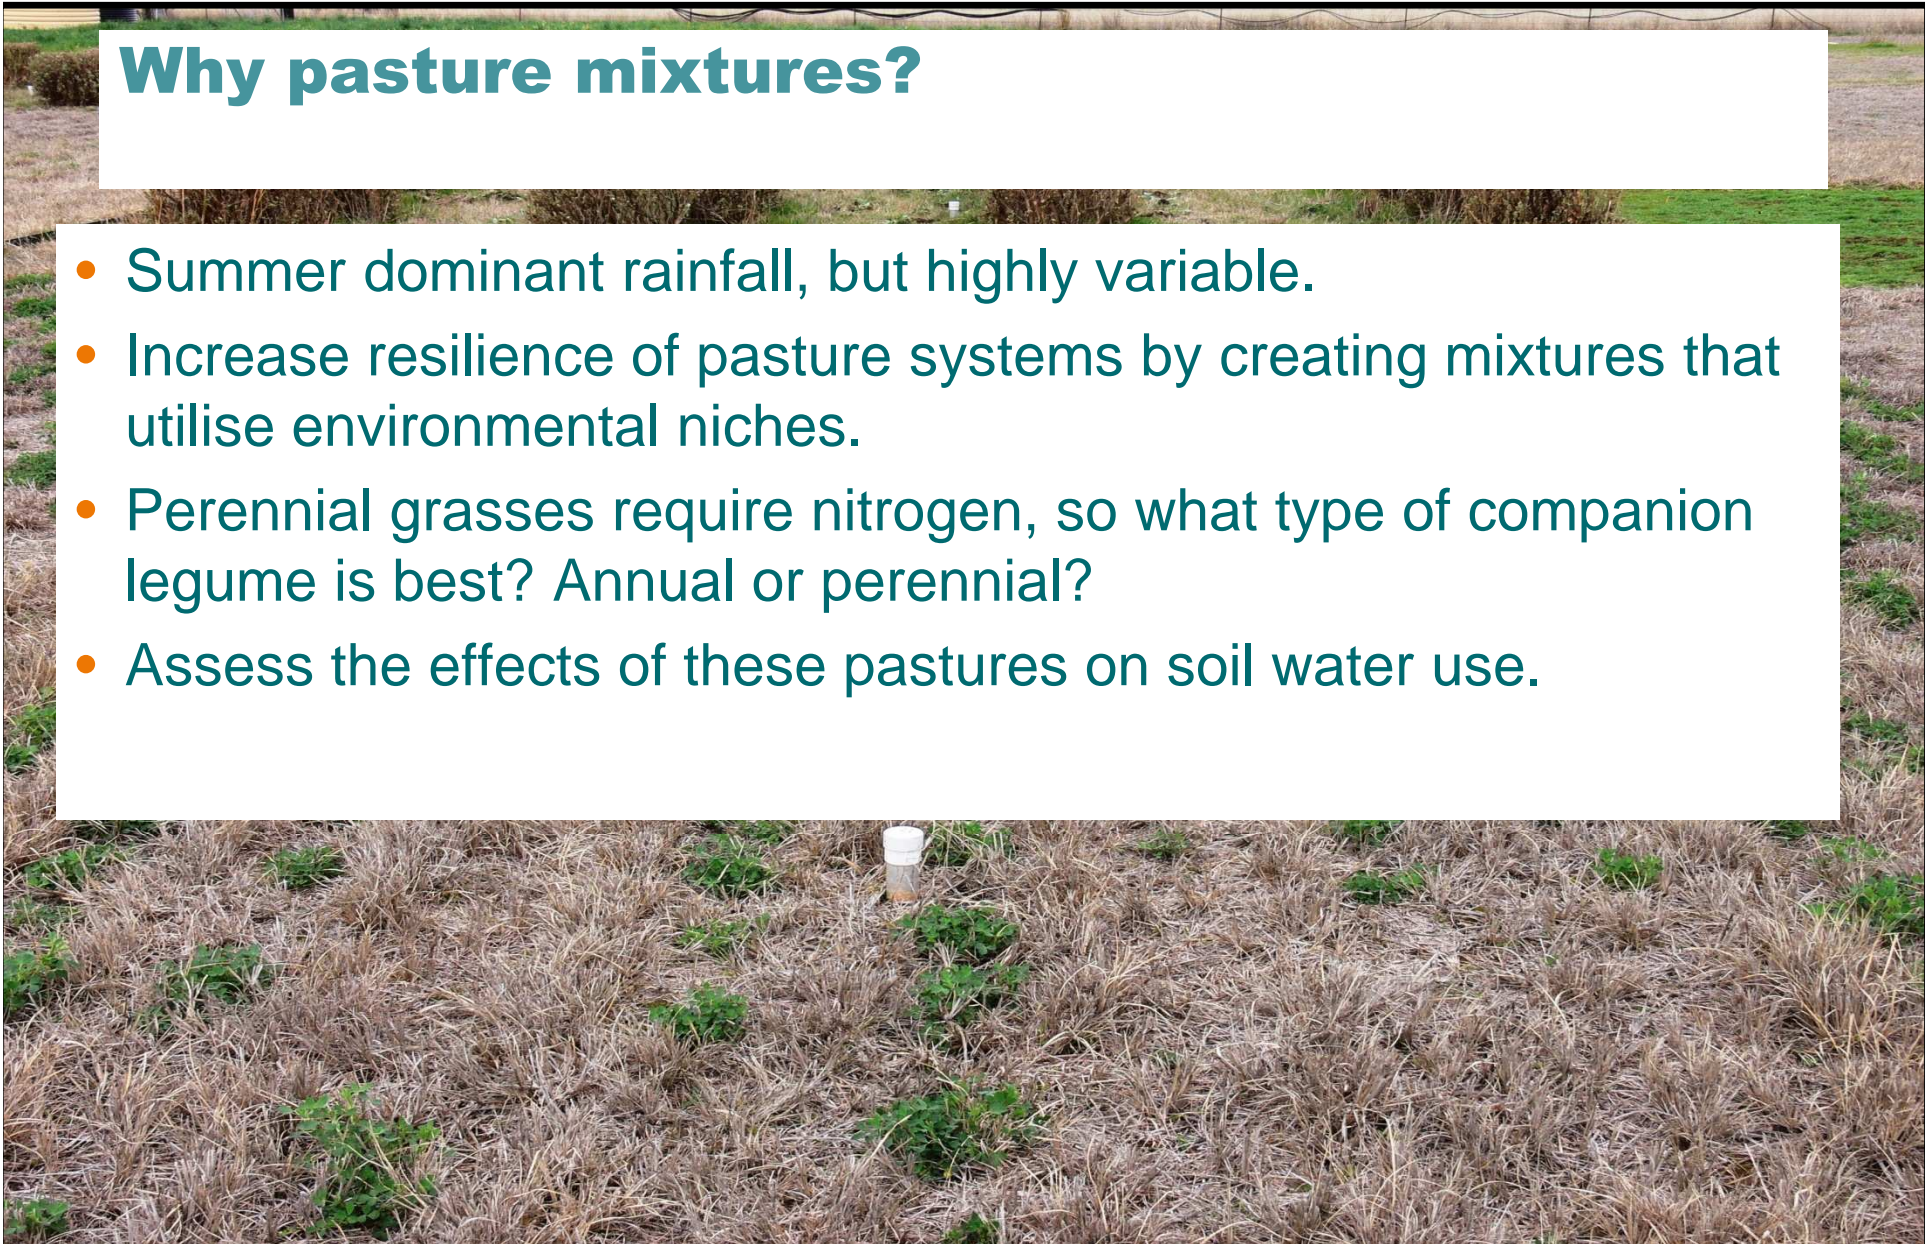 Why pasture mixtures?
• Summer dominant rainfall, but highly variable.
• Increase resilience of pasture systems by creating mixtures that
utilise environmental niches.
• Perennial grasses require nitrogen, so what type of companion
legume is best? Annual or perennial?
• Assess the effects of these pastures on soil water use.